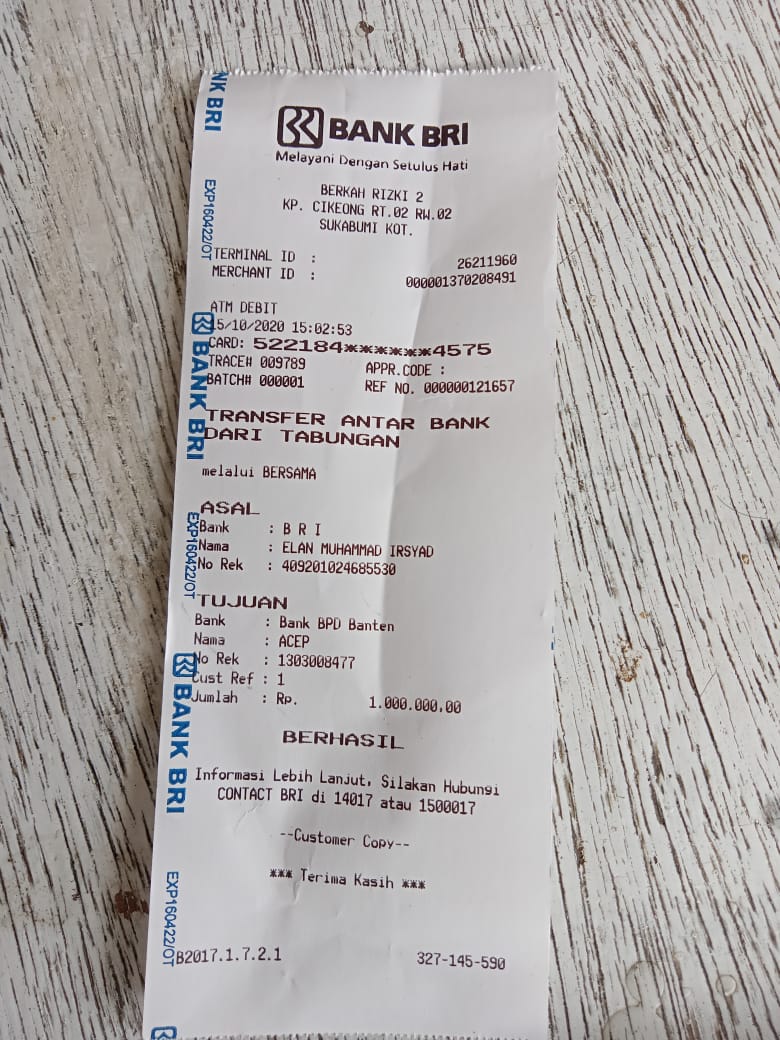 BANK BRI
Melayani Dengan Setulus Hati
BERKAH RIZKI 2
KP. CIKEONG RT.02 RW.02
SUKABUMI KOT.
TERMINAL ID : 26211960
MERCHANT ID : 000001370208491
ATM DEBIT
15/10/2020 15:02:53
CARD: 522184******4575
TRACE# 009789 APPR.CODE :
BATCH# 000001 REF NO. 000000121657
TRANSFER ANTAR BANK
DARI TABUNGAN
melalui BERSAMA
ASAL
Bank : B R I
Nama : ELAN MUHAMMAD IRSYAD
No Rek : 409201024685530
TUJUAN
Bank : Bank BPD Banten
Nama : ACEP
No Rek : 1303008477
Cust Ref : 1
Jumlah : Rp. 1.000.000,00
BERHASIL
Informasi Lebih Lanjut, Silakan Hubungi
CONTACT BRI di 14017 atau 1500017
--Customer Copy--
*** Terima Kasih ***
B2017.1.7.2.1 327-145-590
NK BRI
EXP160422/OT
BANK BRI
EXP160422/OT
BANK BRI
EXP160422/OT